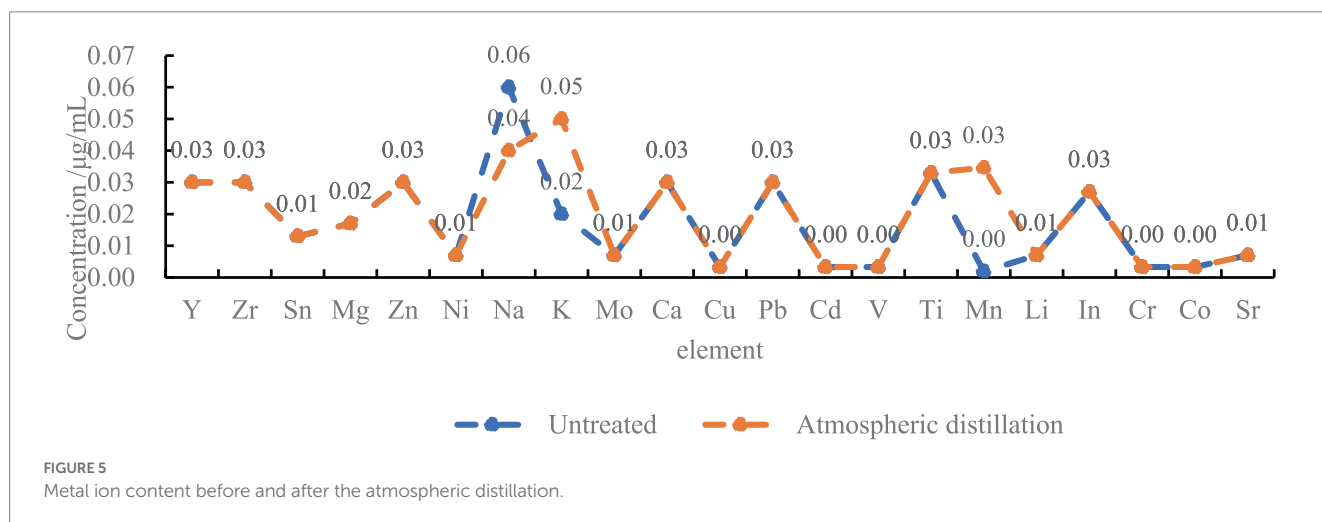 0.07
0.06
0.05
0.04
0.03
0.02
0.01
0.00
Concentration /μg/mL
0.03 0.03 0.01 0.02 0.03 0.01 0.06 0.04 0.05 0.02 0.01 0.03 0.00 0.03 0.00 0.00 0.03 0.03 0.00 0.01 0.03 0.00 0.00 0.01
Y Zr Sn Mg Zn Ni Na K Mo Ca Cu Pb Cd V Ti Mn Li In Cr Co Sr
element
Untreated Atmospheric distillation
FIGURE 5
Metal ion content before and after the atmospheric distillation.